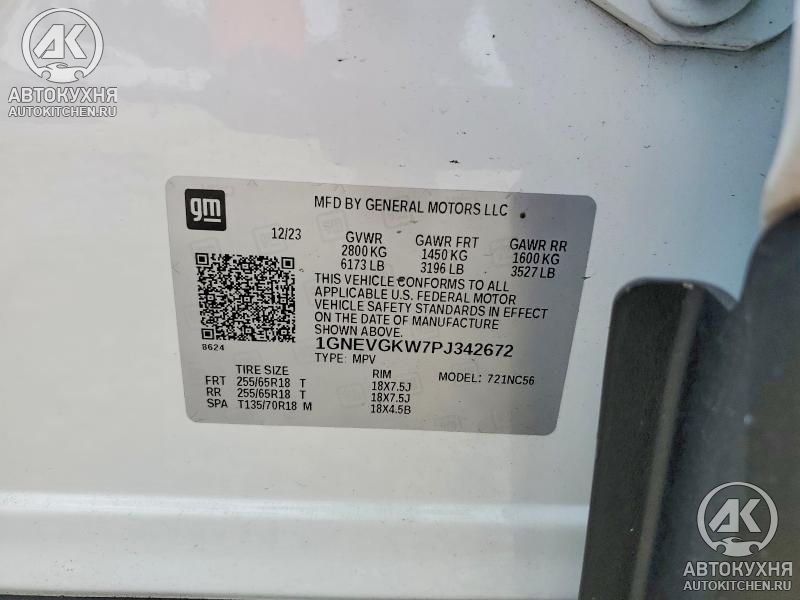 AK
АВТОКУХНЯ
AUTOKITCHEN.RU
gm
MFD BY GENERAL MOTORS LLC
12/23 GVWR GAWR FRT GAWR RR
2800 KG 1450 KG 1600 KG
6173 LB 3196 LB 3527 LB
THIS VEHICLE CONFORMS TO ALL
APPLICABLE U.S. FEDERAL MOTOR
VEHICLE SAFETY STANDARDS IN EFFECT
ON THE DATE OF MANUFACTURE
SHOWN ABOVE.
8624
1GNEVGKW7PJ342672
TYPE: MPV
TIRE SIZE RIM MODEL: 721NC56
FRT 255/65R18 T 18X7.5J
RR 255/65R18 T 18X7.5J
SPA T135/70R18 M 18X4.5B
AK
АВТОКУХНЯ
AUTOKITCHEN.RU